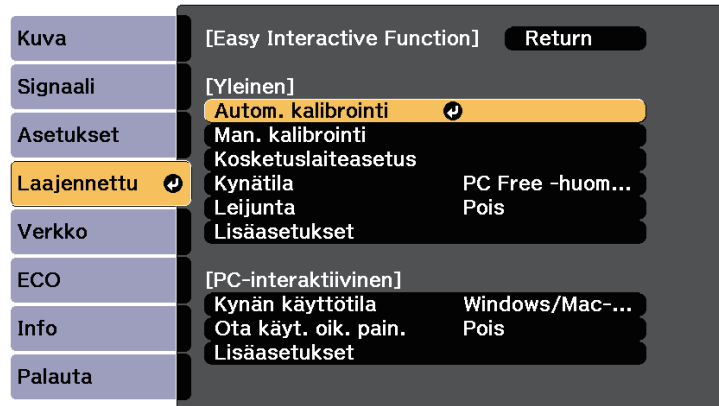 Kuva
Signaali
Asetukset
Laajennettu
Verkko
ECO
Info
Palauta
[Easy Interactive Function] Return
[Yleinen]
Autom. kalibrointi
Man. kalibrointi
Kosketuslaiteasetus
Kynätila PC Free -huom...
Leijunta Pois
Lisäasetukset
[PC-interaktiivinen]
Kynän käyttötila Windows/Mac-...
Ota käyt. oik. pain. Pois
Lisäasetukset